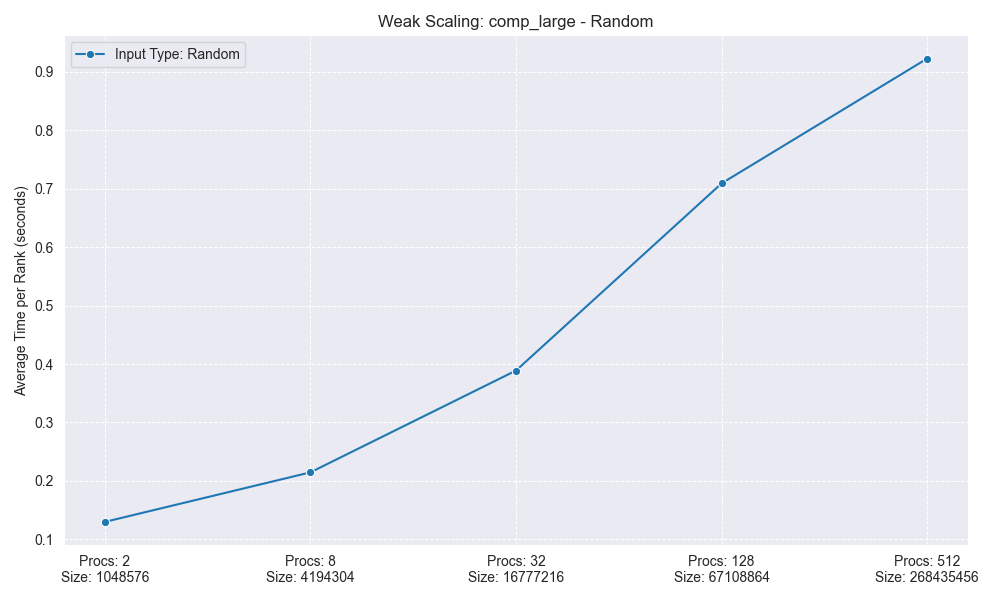 Weak Scaling: comp_large - Random
Input Type: Random
Average Time per Rank (seconds)
0.9
0.8
0.7
0.6
0.5
0.4
0.3
0.2
0.1
Procs: 2
Size: 1048576
Procs: 8
Size: 4194304
Procs: 32
Size: 16777216
Procs: 128
Size: 67108864
Procs: 512
Size: 268435456